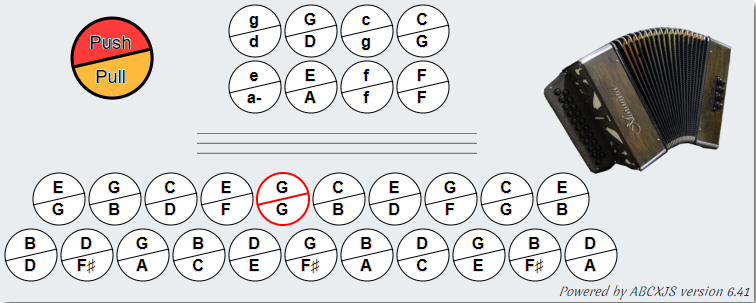 Push
Pull
g G c C
d D g G
e E f F
a- A f F
E G C E G C E G C E
G B D F G B D F G B
B D G B D G B D G B D
D F♯ A C E F♯ A C E F♯ A
Powered by ABCXJS version 6.41